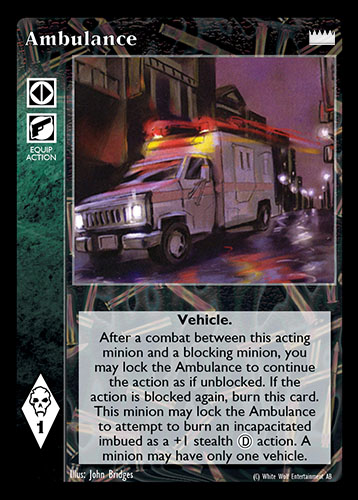 Ambulance
EQUIP
ACTION
Vehicle.
After a combat between this acting
minion and a blocking minion, you
may lock the Ambulance to continue
the action as if unblocked. If the
action is blocked again, burn this card.
This minion may lock the Ambulance
to attempt to burn an incapacitated
imbued as a +1 stealth Ⓓ action. A
minion may have only one vehicle.
1
Illus: John Bridges
(C) White Wolf Entertainment AB